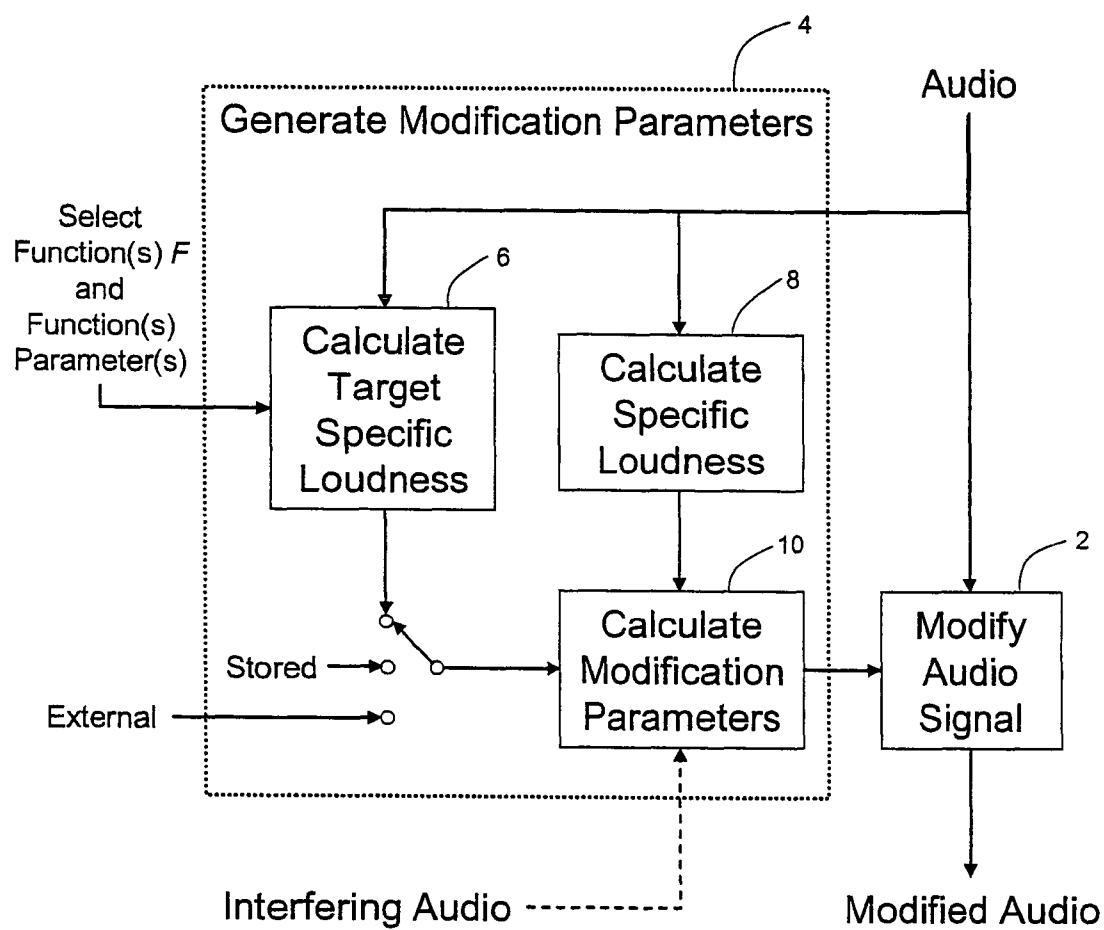 4
Audio
Generate Modification Parameters
Select
Function(s) F
and
Function(s)
Parameter(s)
6
8
Calculate
Target
Specific
Loudness
Calculate
Specific
Loudness
10
2
Calculate
Modification
Parameters
Modify
Audio
Signal
Stored
External
Interfering Audio
Modified Audio